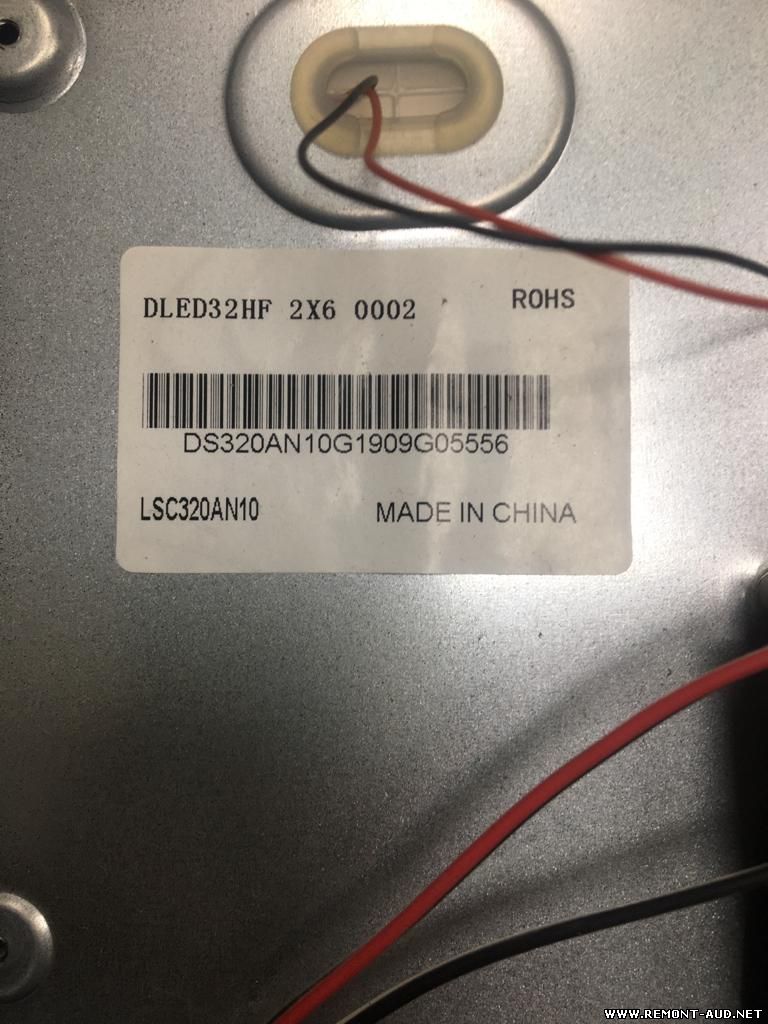 DLED32HF 2X6 0002 ROHS
DS320AN10G1909G05556
LSC320AN10 MADE IN CHINA
WWW.REMONT-AUD.NET